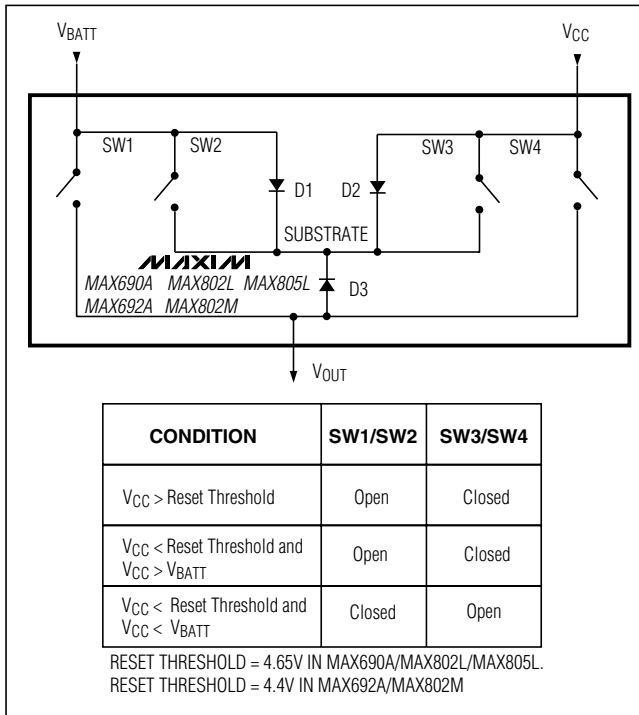 VBATT VCC
SW1 SW2 SW3 SW4
D1 D2
SUBSTRATE
MAXIM
MAX690A MAX802L MAX805L
MAX692A MAX802M
D3
VOUT
CONDITION SW1/SW2 SW3/SW4
VCC > Reset Threshold Open Closed
VCC < Reset Threshold and
VCC > VBATT Open Closed
VCC < Reset Threshold and
VCC < VBATT Closed Open
RESET THRESHOLD = 4.65V IN MAX690A/MAX802L/MAX805L.
RESET THRESHOLD = 4.4V IN MAX692A/MAX802M